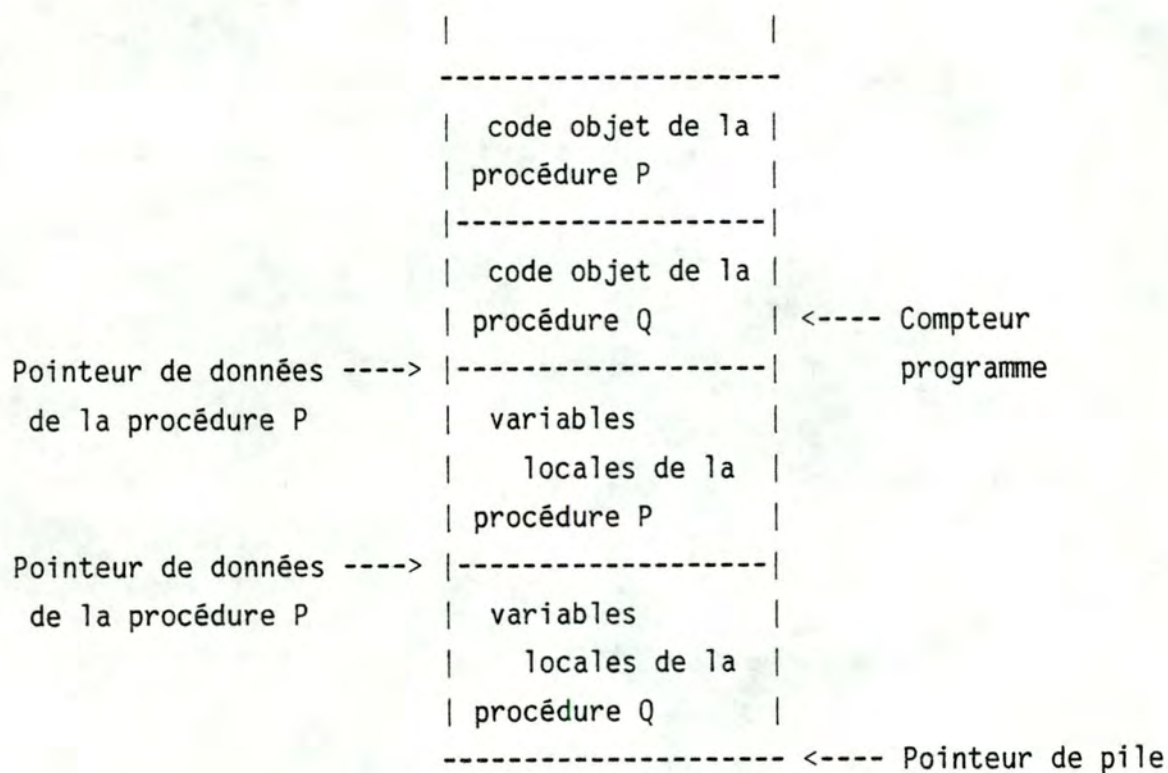 |                    |
---------------------
|  code objet de la |
| procédure P       |
|-------------------|
|  code objet de la |
| procédure Q       | <---- Compteur
Pointeur de données ----> |-------------------|       programme
de la procédure P         |  variables        |
|    locales de la  |
| procédure P       |
Pointeur de données ----> |-------------------|
de la procédure P         |  variables        |
|    locales de la  |
| procédure Q       |
--------------------- <---- Pointeur de pile